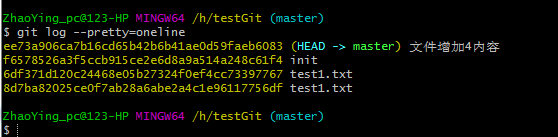 ZhaoYing_pc@123-HP MINGW64 /h/testGit (master)
$ git log --pretty=oneline
ee73a906ca7b16cd65b42b6b41ae0d59faeb6083 (HEAD -> master) 文件增加4内容
f6578526a3f5ccb915ce2e6d8a9a514a248c61f4 init
6df371d120c24468e05b27324f0ef4cc73397767 test1.txt
8d7ba82025ce0f7ab28a6abe2a4c1e96117756df test1.txt
ZhaoYing_pc@123-HP MINGW64 /h/testGit (master)
$